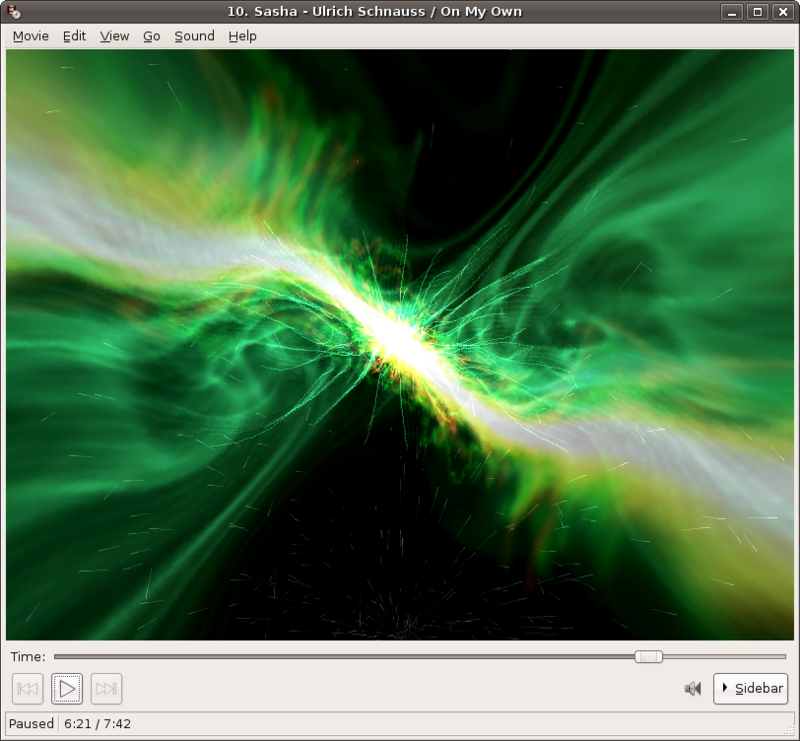 10. Sasha - Ulrich Schnauss / On My Own
Movie Edit View Go Sound Help
Time:
Sidebar
Paused 6:21 / 7:42